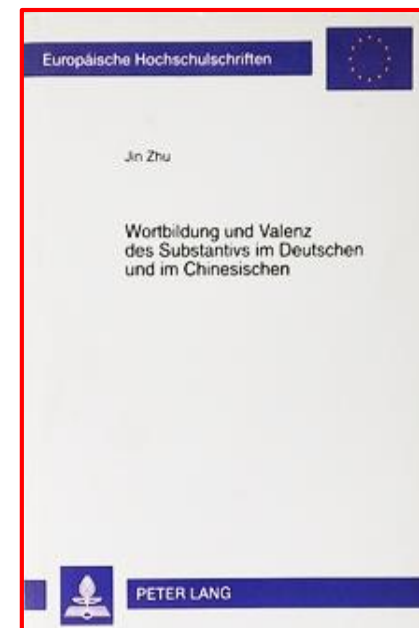 Europäische Hochschulschriften
Jin Zhu
Wortbildung und Valenz
des Substantivs im Deutschen
und im Chinesischen
PETER LANG